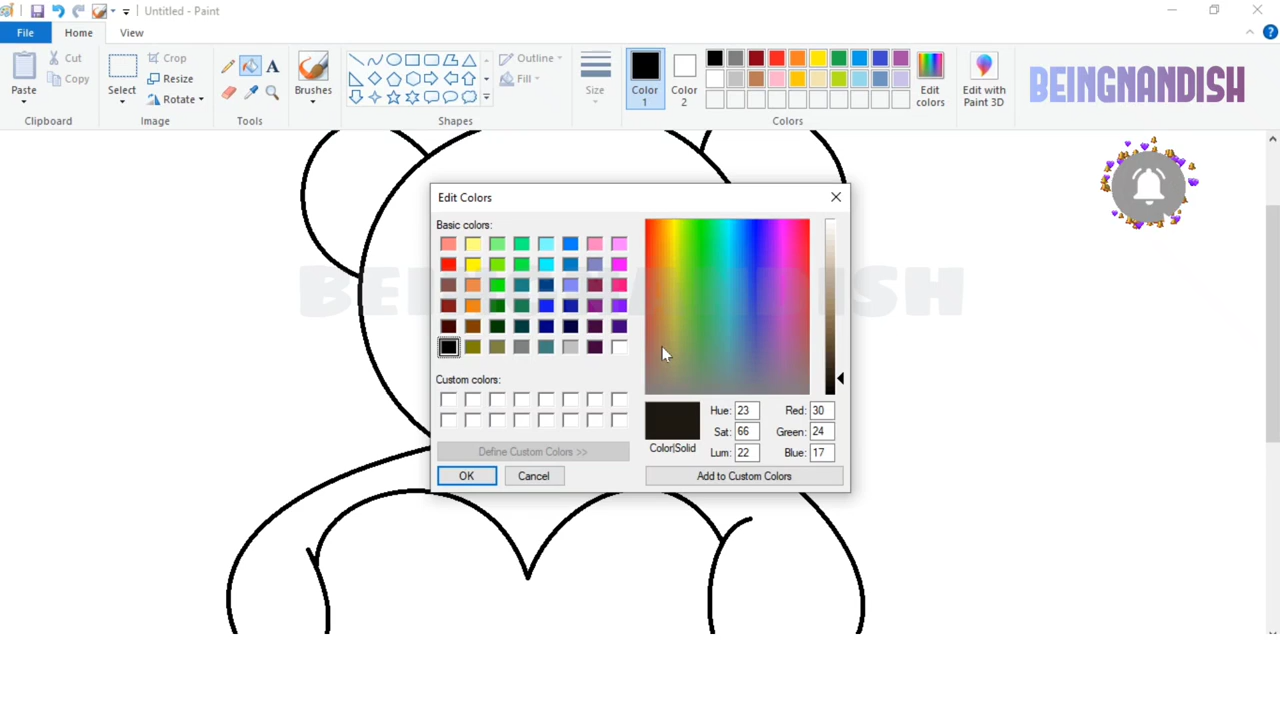 Untitled - Paint
File
Home
View
Paste
Cut
Copy
Clipboard
Select
Crop
Resize
Rotate
Image
A
Tools
Brushes
Outline
Fill
Shapes
Size
Color
1
Color
2
Edit
colors
Colors
Edit with
Paint 3D
BEINGNANDISH
Edit Colors
Basic colors:
Custom colors:
Define Custom Colors >>
OK
Cancel
Color|Solid
Hue: 23
Sat: 66
Lum: 22
Red: 30
Green: 24
Blue: 17
Add to Custom Colors
BEINGNANDISH